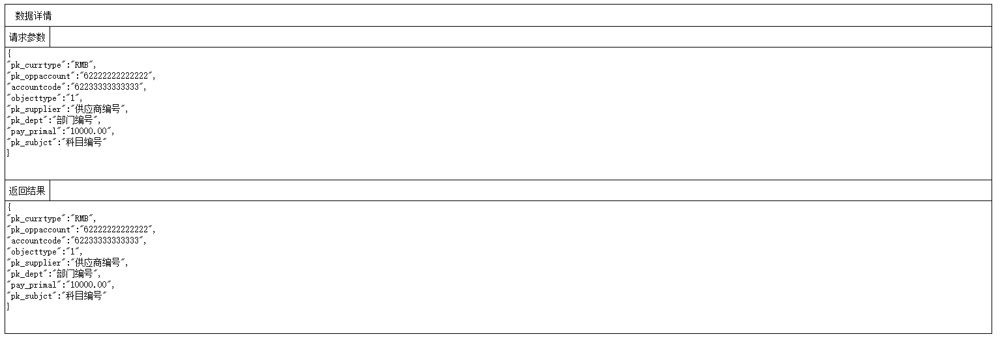 数据详情
请求参数
{
"pk_currtype":"RMB",
"pk_oppaccount":"62222222222222",
"accountcode":"62233333333333",
"objecttype":"1",
"pk_supplier":"供应商编号",
"pk_dept":"部门编号",
"pay_primal":"10000.00",
"pk_subjct":"科目编号"
}
返回结果
{
"pk_currtype":"RMB",
"pk_oppaccount":"62222222222222",
"accountcode":"62233333333333",
"objecttype":"1",
"pk_supplier":"供应商编号",
"pk_dept":"部门编号",
"pay_primal":"10000.00",
"pk_subjct":"科目编号"
}